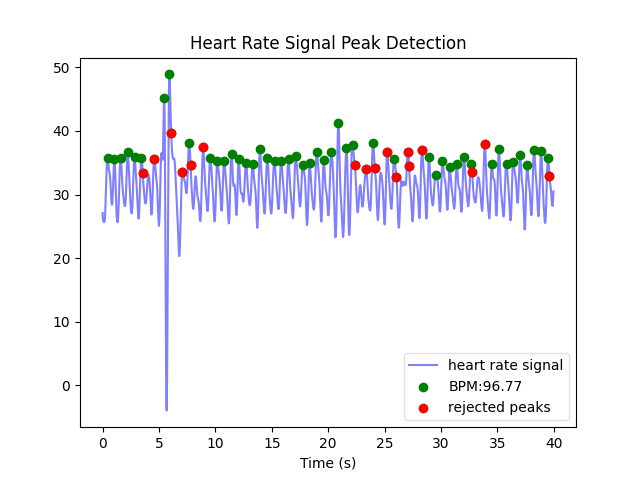 Heart Rate Signal Peak Detection
50
40
30
20
10
0
0 5 10 15 20 25 30 35 40
Time (s)
heart rate signal
BPM:96.77
rejected peaks